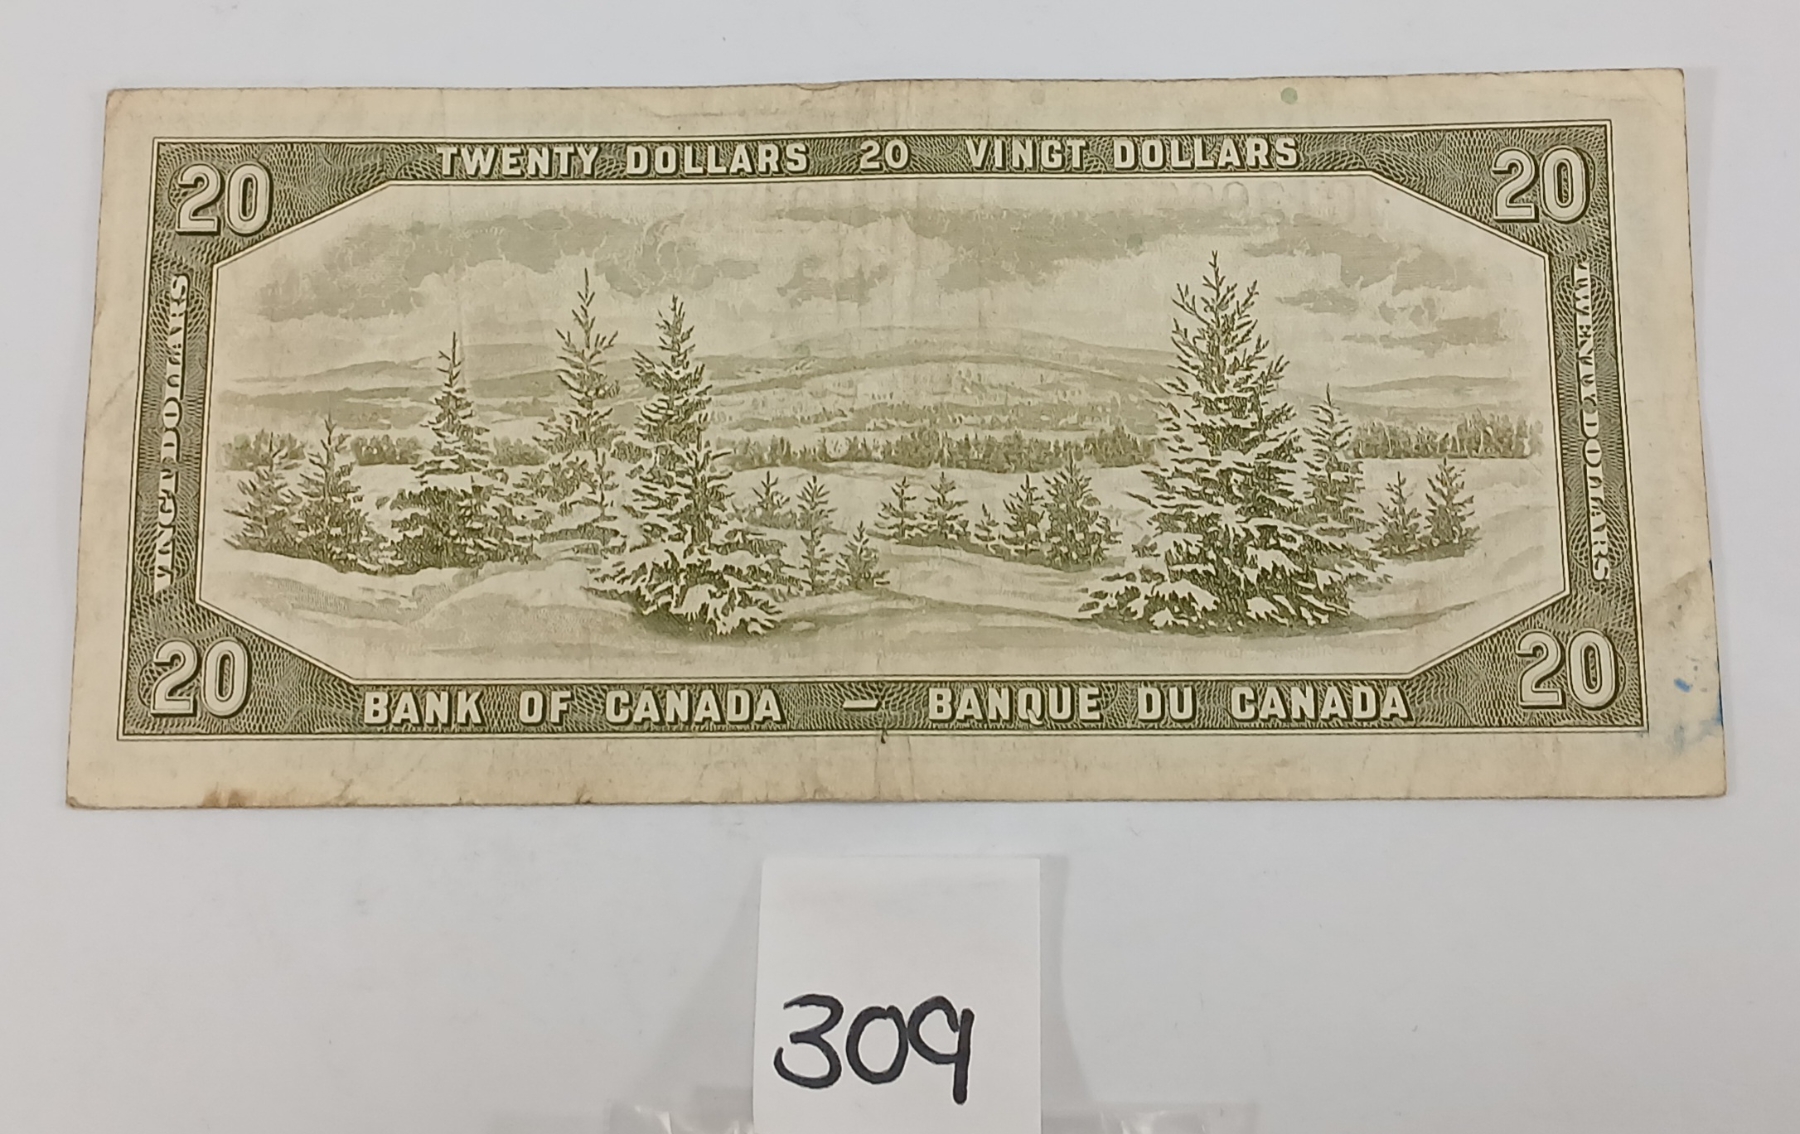 TWENTY DOLLARS 20 VINGT DOLLARS
20
20
VINGT DOLLARS
TWENTY DOLLARS
20
20
BANK OF CANADA – BANQUE DU CANADA
309